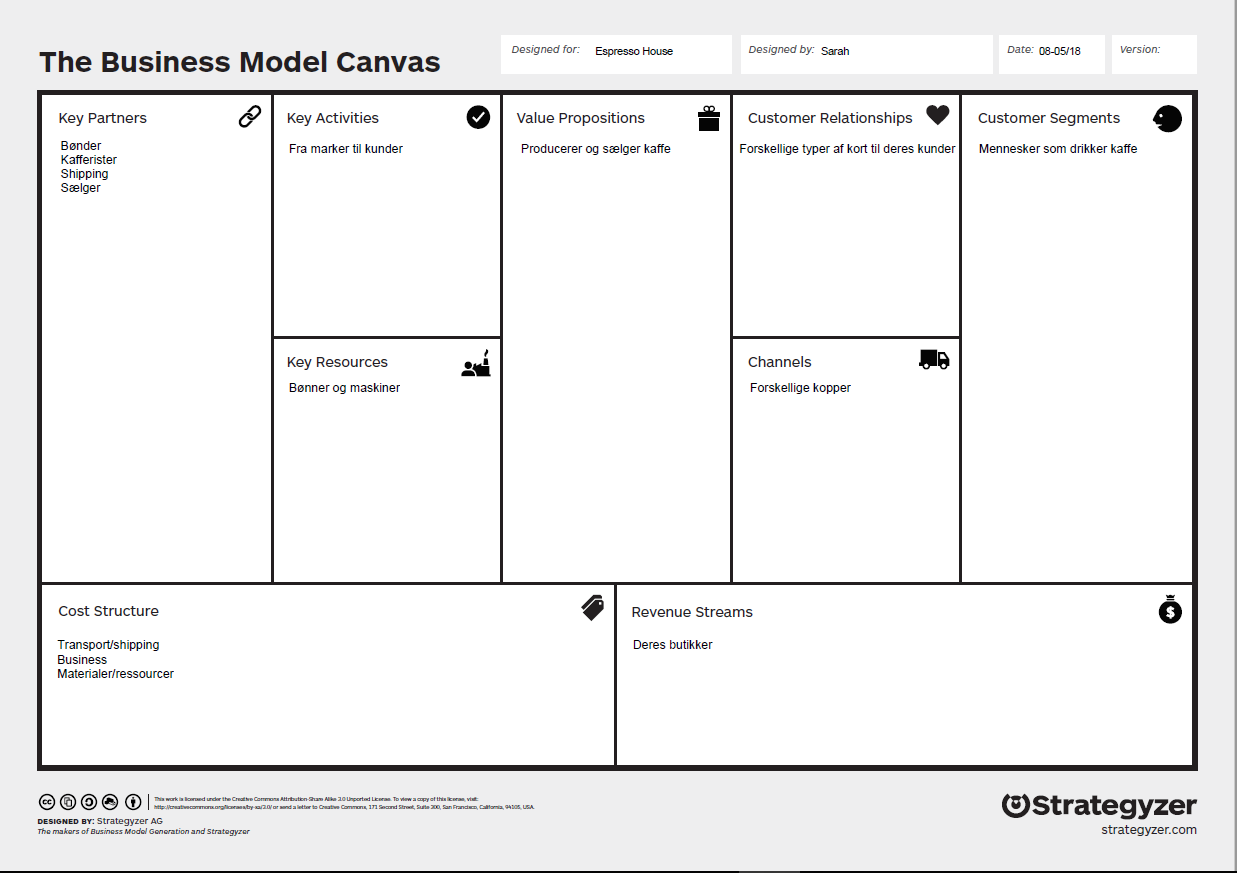 The Business Model Canvas
Designed for: Espresso House
Designed by: Sarah
Date: 08-05/18
Version:
Key Partners
Bønder
Kafferister
Shipping
Sælger
Key Activities
Fra marker til kunder
Key Resources
Bønner og maskiner
Value Propositions
Producerer og sælger kaffe
Customer Relationships
Forskellige typer af kort til deres kunder
Channels
Forskellige kopper
Customer Segments
Mennesker som drikker kaffe
Cost Structure
Transport/shipping
Business
Materialer/ressourcer
Revenue Streams
Deres butikker
This work is licensed under the Creative Commons Attribution-Share Alike 3.0 Unported License. To view a copy of this license, visit:
http://creativecommons.org/licenses/by-sa/3.0/ or send a letter to Creative Commons, 171 Second Street, Suite 300, San Francisco, California, 94105, USA.
DESIGNED BY: Strategyzer AG
The makers of Business Model Generation and Strategyzer
Strategyzer
strategyzer.com